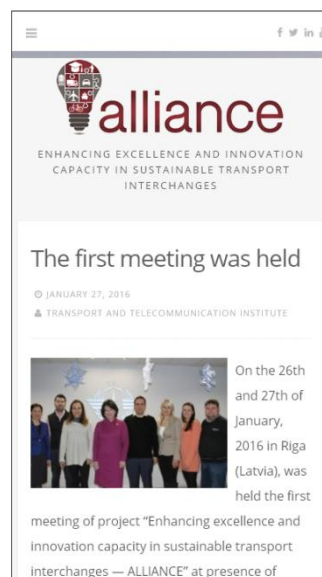 alliance
ENHANCING EXCELLENCE AND INNOVATION
CAPACITY IN SUSTAINABLE TRANSPORT
INTERCHANGES
The first meeting was held
JANUARY 27, 2016
TRANSPORT AND TELECOMMUNICATION INSTITUTE
On the 26th
and 27th of
January,
2016 in Riga
(Latvia), was
held the first
meeting of project “Enhancing excellence and
innovation capacity in sustainable transport
interchanges — ALLIANCE” at presence of